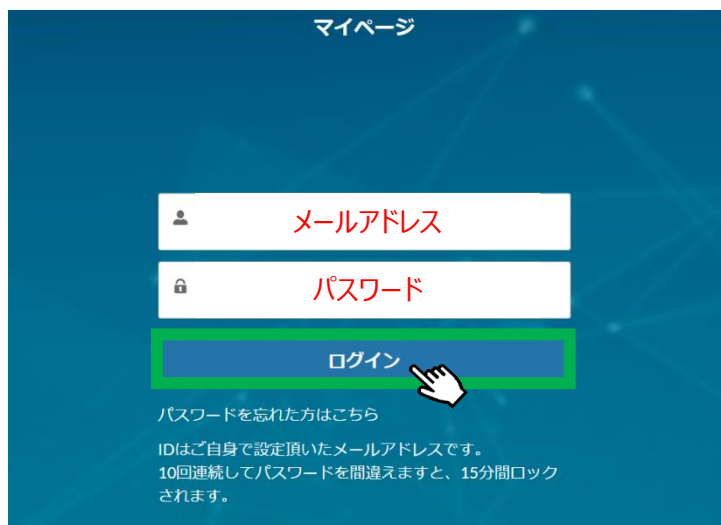 マイページ
メールアドレス
パスワード
ログイン
パスワードを忘れた方はこちら
IDはご自身で設定頂いたメールアドレスです。
10回連続してパスワードを間違えますと、15分間ロック
されます。